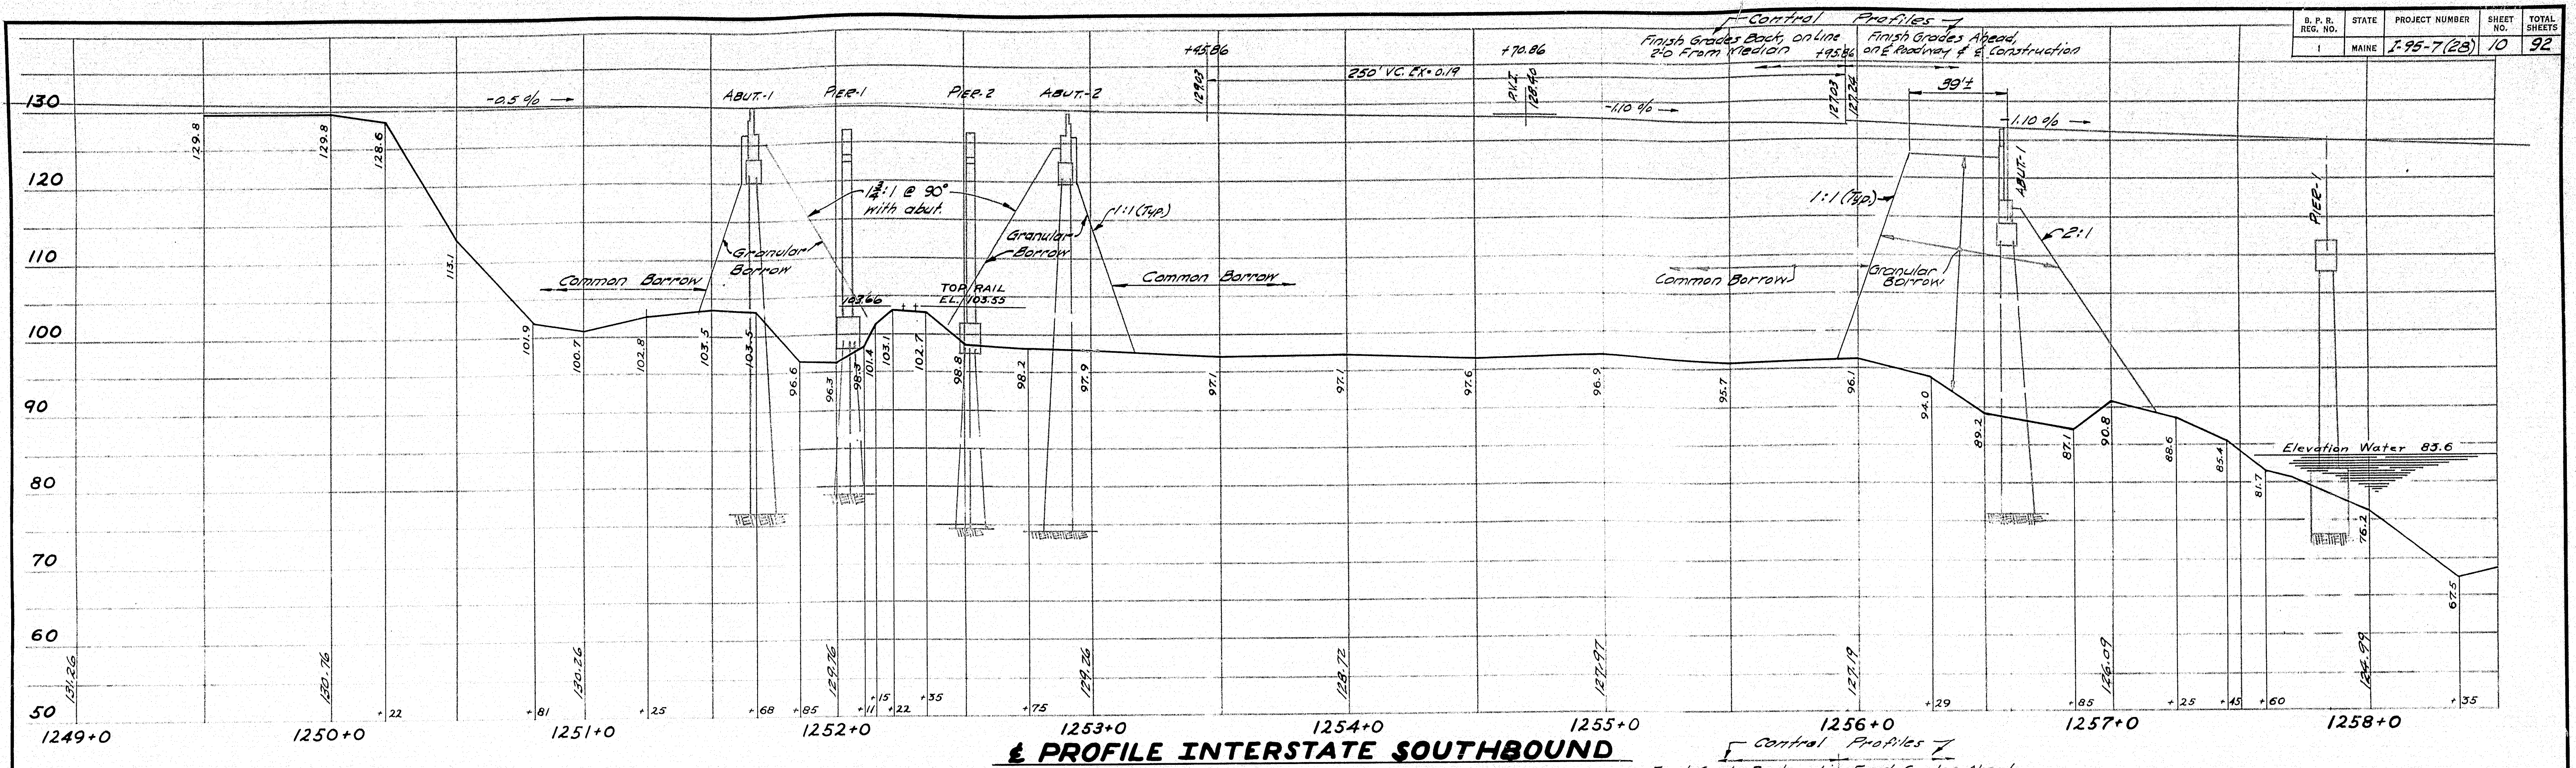 Control Profiles
Finish Grades Back, on Line
2-0 From Median
Finish Grades Ahead,
on ℄ Roadway & ℄ Construction
B. P. R. REG. NO. STATE PROJECT NUMBER SHEET NO. TOTAL SHEETS
1 MAINE I-95-7(28) 10 92
+45.86
129.03
250' V.C. EX= 0.19
+70.86
P.V.I.
128.40
+95.86
127.03
127.24
39'±
-0.5 %
-1.10 %
-1.10 %
ABUT.-1
PIER-1
PIER-2
ABUT.-2
ABUT-1
PIER-1
130
120
110
100
90
80
70
60
50
1¾:1 @ 90°
with abut.
1:1 (Typ.)
1:1 (Typ.)
2:1
Granular
Borrow
Granular
Borrow
Granular
Borrow
Common Borrow
Common Borrow
Common Borrow
103.66
TOP RAIL
EL. 103.55
Elevation Water 83.6
129.8
129.8
128.6
113.1
101.9
100.7
102.8
103.5
103.5
96.6
96.3
98.3
101.4
103.1
102.7
98.8
98.2
97.9
97.1
97.1
97.6
96.9
95.7
96.1
94.0
89.2
87.1
90.8
88.6
85.4
81.7
76.2
67.5
131.26
130.76
130.26
129.76
129.26
128.72
127.97
127.19
126.09
124.99
+22
+81
+25
+68
+85
+11
+15
+22
+35
+75
+29
+85
+25
+45
+60
+35
1249+0 1250+0 1251+0 1252+0 1253+0 1254+0 1255+0 1256+0 1257+0 1258+0
℄ PROFILE INTERSTATE SOUTHBOUND
Control Profiles